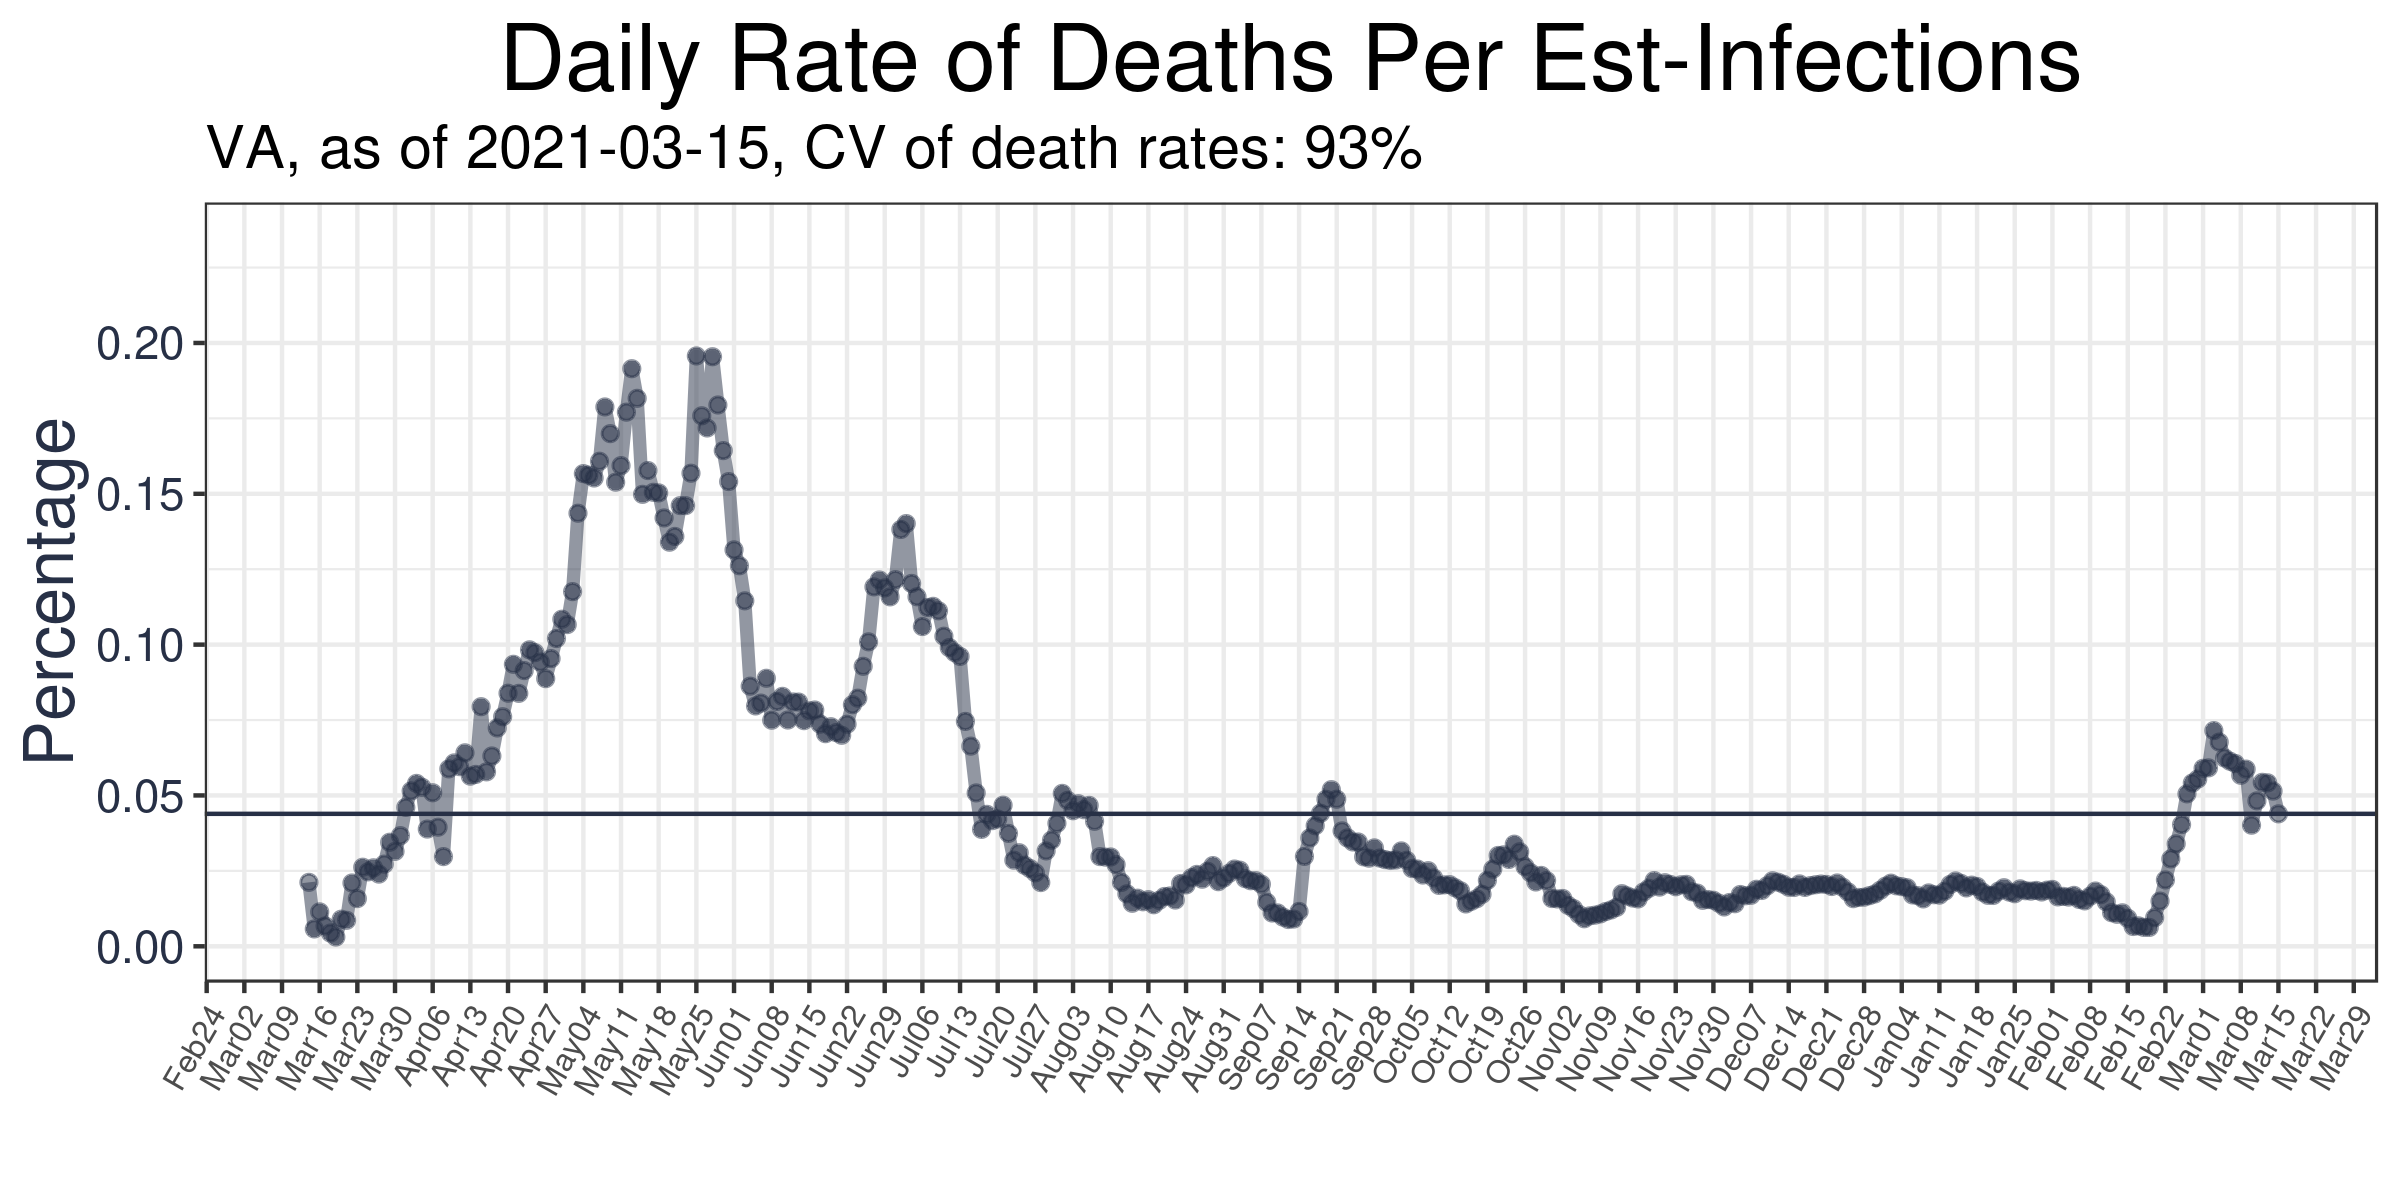 Daily Rate of Deaths Per Est-Infections
VA, as of 2021-03-15, CV of death rates: 93%
Percentage
0.20
0.15
0.10
0.05
0.00
Feb24
Mar02
Mar09
Mar16
Mar23
Mar30
Apr06
Apr13
Apr20
Apr27
May04
May11
May18
May25
Jun01
Jun08
Jun15
Jun22
Jun29
Jul06
Jul13
Jul20
Jul27
Aug03
Aug10
Aug17
Aug24
Aug31
Sep07
Sep14
Sep21
Sep28
Oct05
Oct12
Oct19
Oct26
Nov02
Nov09
Nov16
Nov23
Nov30
Dec07
Dec14
Dec21
Dec28
Jan04
Jan11
Jan18
Jan25
Feb01
Feb08
Feb15
Feb22
Mar01
Mar08
Mar15
Mar22
Mar29